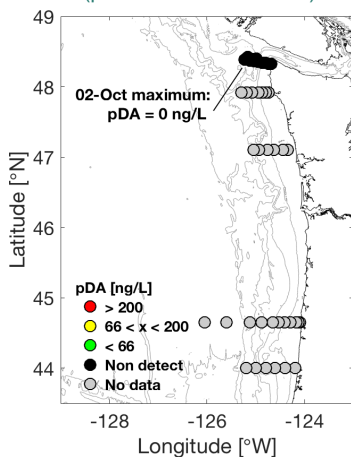 49
48
47
46
45
44
02-Oct maximum:
pDA = 0 ng/L
Latitude [°N]
pDA [ng/L]
> 200
66 < x < 200
< 66
Non detect
No data
-128
-126
-124
Longitude [°W]